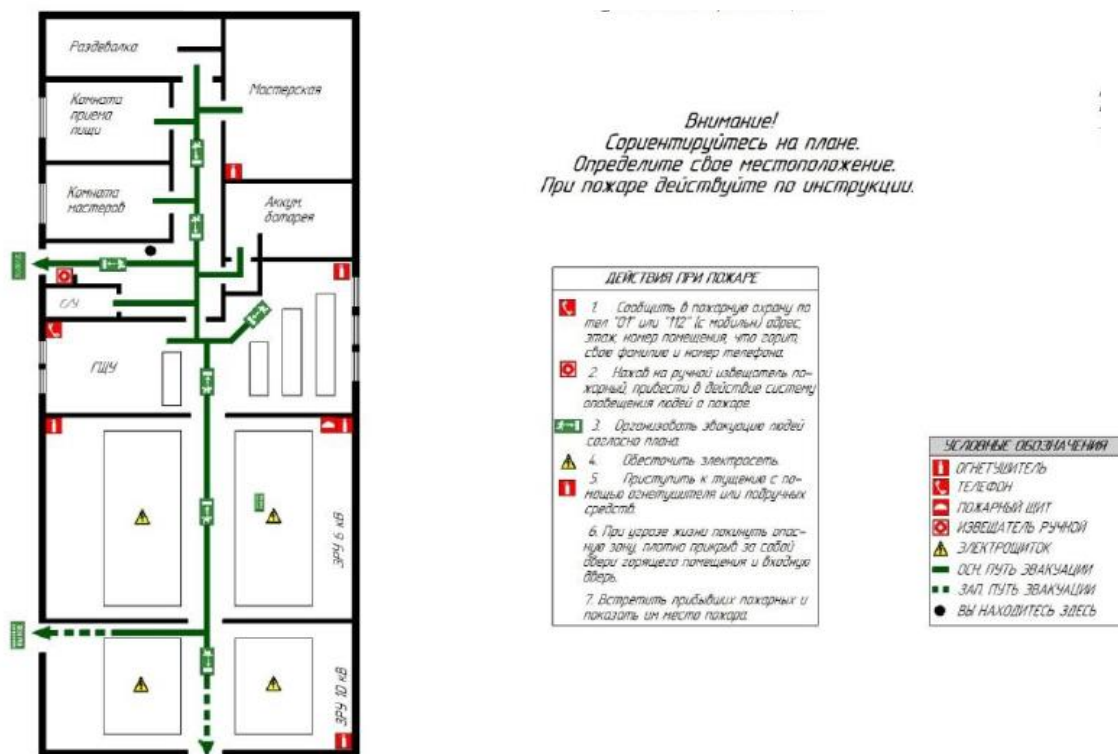 Раздевалка
Комната
приема
пищи
Мастерская
Комната
мастеров
Аккум.
батарея
С/У
ГЩУ
ЗРУ 6 кВ
ЗРУ 10 кВ
Внимание!
Сориентируйтесь на плане.
Определите свое местоположение.
При пожаре действуйте по инструкции.
ДЕЙСТВИЯ ПРИ ПОЖАРЕ
1. Сообщить в пожарную охрану по
тел "01" или "112" (с мобильн) адрес,
этаж, номер помещения, что горит,
свою фамилию и номер телефона.
2. Нажав на ручной извещатель по-
жарный, привести в действие систему
оповещения людей о пожаре.
3. Организовать эвакуацию людей
согласно плана.
4. Обесточить электросеть.
5. Приступить к тущению с по-
мощью огнетушителя или подручных
средств.
6. При угрозе жизни покинуть опас-
ную зону, плотно прикрыв за собой
двери горящего помещения и входную
дверь.
7. Встретить прибывших пожарных и
показать им место пожара.
УСЛОВНЫЕ ОБОЗНАЧЕНИЯ
ОГНЕТУШИТЕЛЬ
ТЕЛЕФОН
ПОЖАРНЫЙ ЩИТ
ИЗВЕЩАТЕЛЬ РУЧНОЙ
ЭЛЕКТРОЩИТОК
ОСН. ПУТЬ ЭВАКУАЦИИ
ЗАП. ПУТЬ ЭВАКУАЦИИ
ВЫ НАХОДИТЕСЬ ЗДЕСЬ